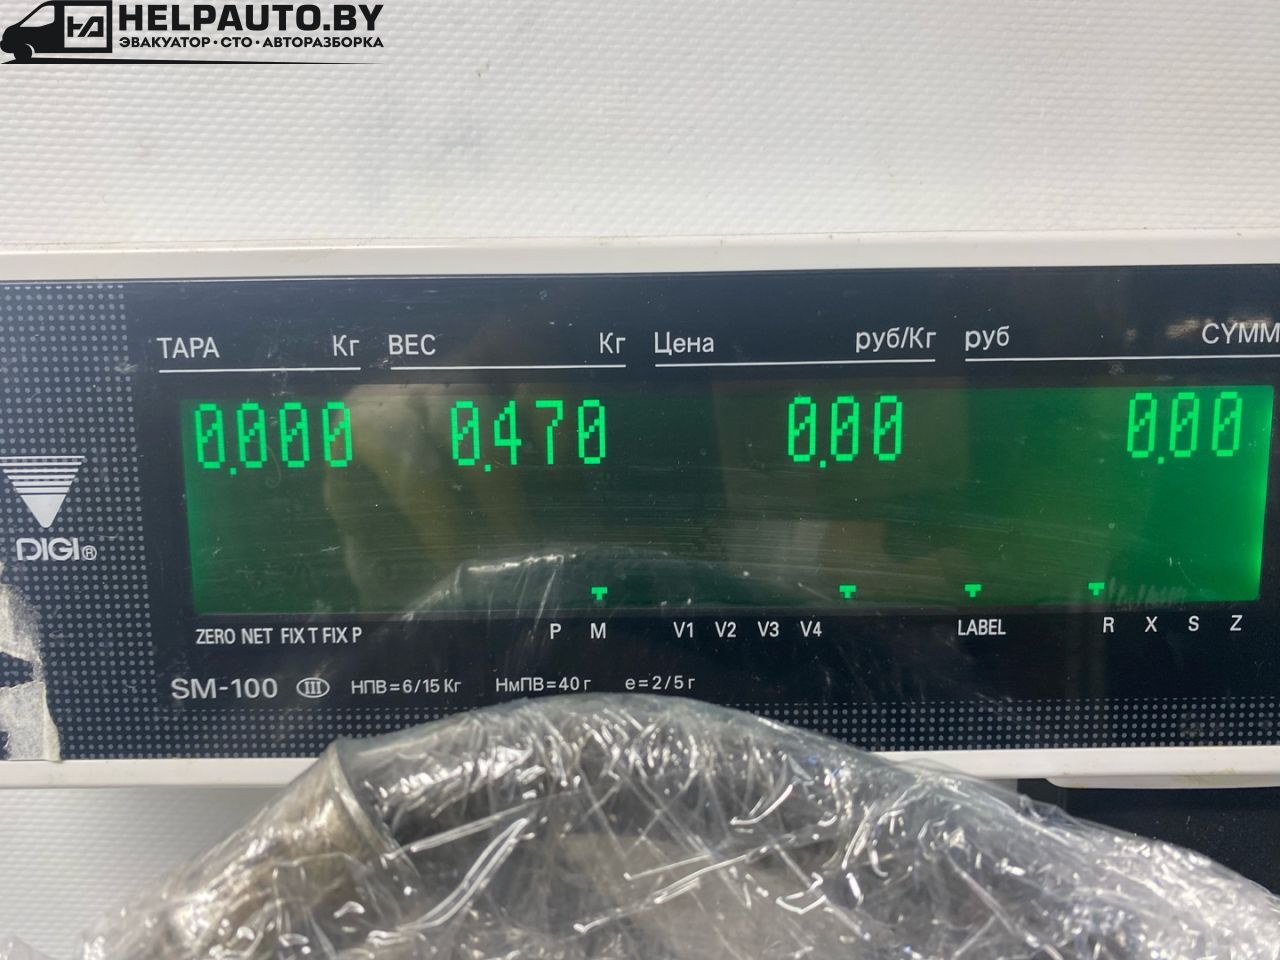 HELPAUTO.BY
ЭВАКУАТОР·СТО·АВТОРАЗБОРКА
ТАРА Кг ВЕС Кг Цена руб/Кг руб СУММ
0.000 0.470 0.00 0.00
DIGI®
ZERO NET FIX T FIX P P M V1 V2 V3 V4 LABEL R X S Z
SM-100 III НПВ=6/15 Кг НмПВ=40 г e=2/5 г